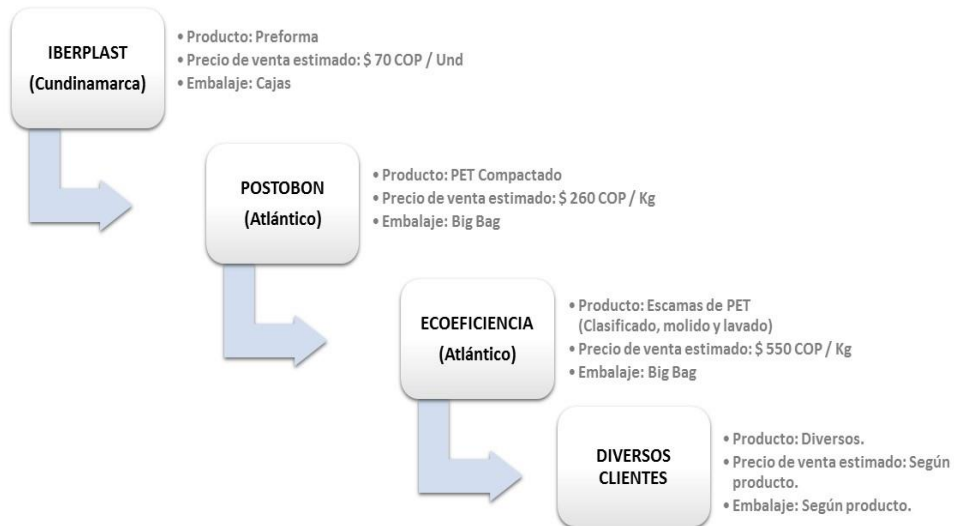 IBERPLAST
(Cundinamarca)
• Producto: Preforma
• Precio de venta estimado: $ 70 COP / Und
• Embalaje: Cajas
POSTOBON
(Atlántico)
• Producto: PET Compactado
• Precio de venta estimado: $ 260 COP / Kg
• Embalaje: Big Bag
ECOEFICIENCIA
(Atlántico)
• Producto: Escamas de PET
(Clasificado, molido y lavado)
• Precio de venta estimado: $ 550 COP / Kg
• Embalaje: Big Bag
DIVERSOS
CLIENTES
• Producto: Diversos.
• Precio de venta estimado: Según
producto.
• Embalaje: Según producto.